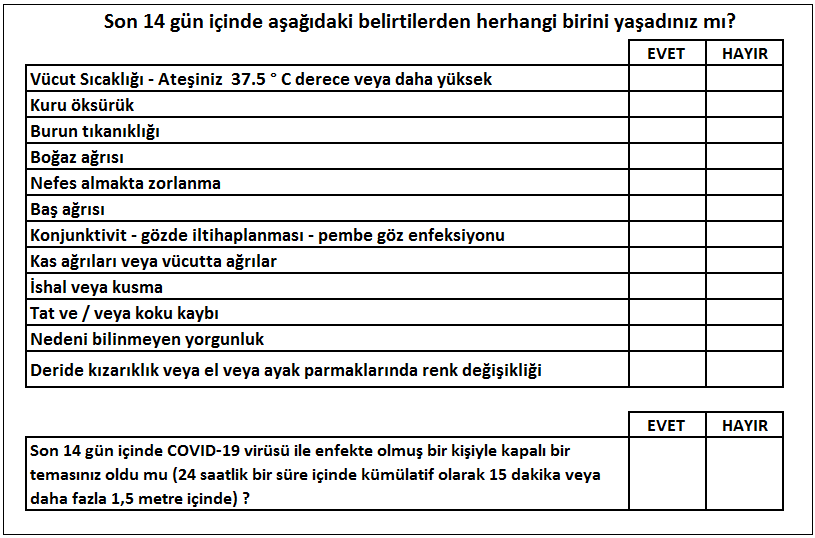 Son 14 gün içinde aşağıdaki belirtilerden herhangi birini yaşadınız mı?
EVET HAYIR
Vücut Sıcaklığı - Ateşiniz 37.5 ° C derece veya daha yüksek
Kuru öksürük
Burun tıkanıklığı
Boğaz ağrısı
Nefes almakta zorlanma
Baş ağrısı
Konjunktivit - gözde iltihaplanması - pembe göz enfeksiyonu
Kas ağrıları veya vücutta ağrılar
İshal veya kusma
Tat ve / veya koku kaybı
Nedeni bilinmeyen yorgunluk
Deride kızarıklık veya el veya ayak parmaklarında renk değişikliği
EVET HAYIR
Son 14 gün içinde COVID-19 virüsü ile enfekte olmuş bir kişiyle kapalı bir
temasınız oldu mu (24 saatlik bir süre içinde kümülatif olarak 15 dakika veya
daha fazla 1,5 metre içinde) ?